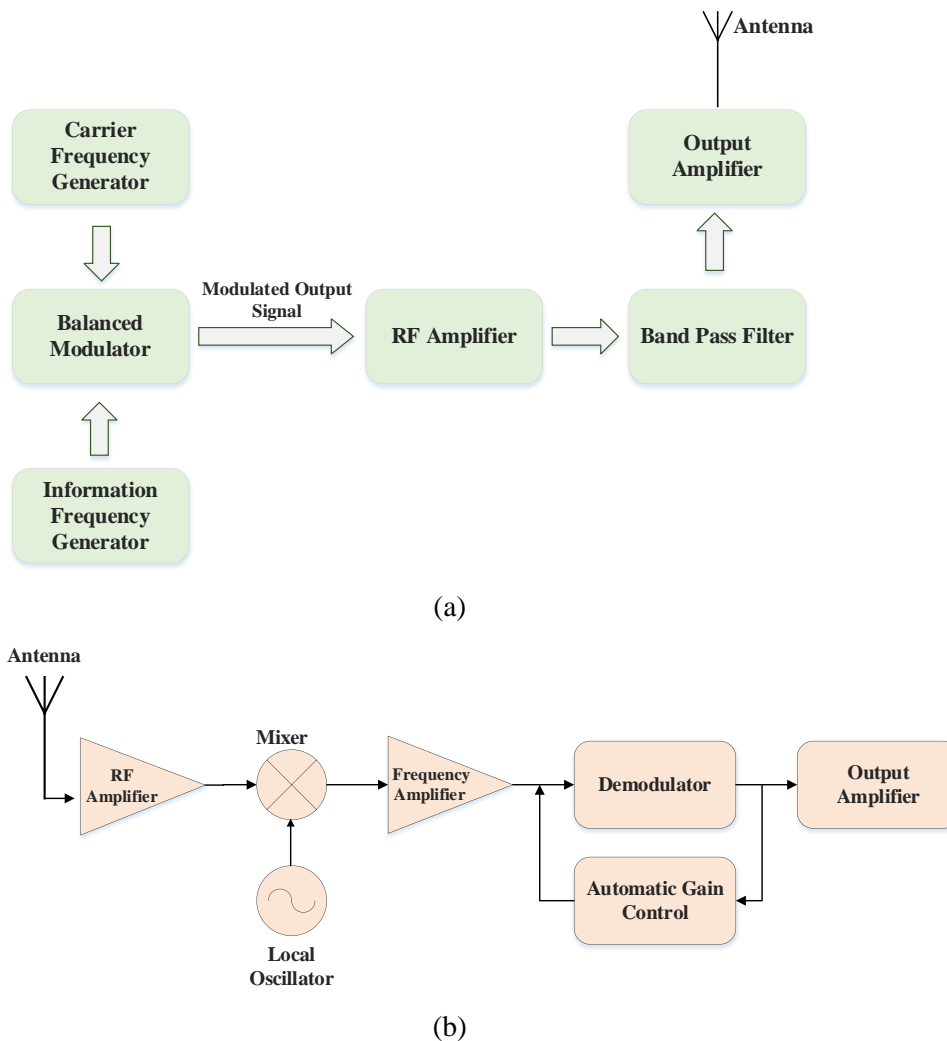 Antenna
Carrier
Frequency
Generator
Output
Amplifier
Modulated Output
Signal
Balanced
Modulator
RF Amplifier
Band Pass Filter
Information
Frequency
Generator
(a)
Antenna
RF
Amplifier
Mixer
Frequency
Amplifier
Demodulator
Output
Amplifier
Automatic Gain
Control
Local
Oscillator
(b)